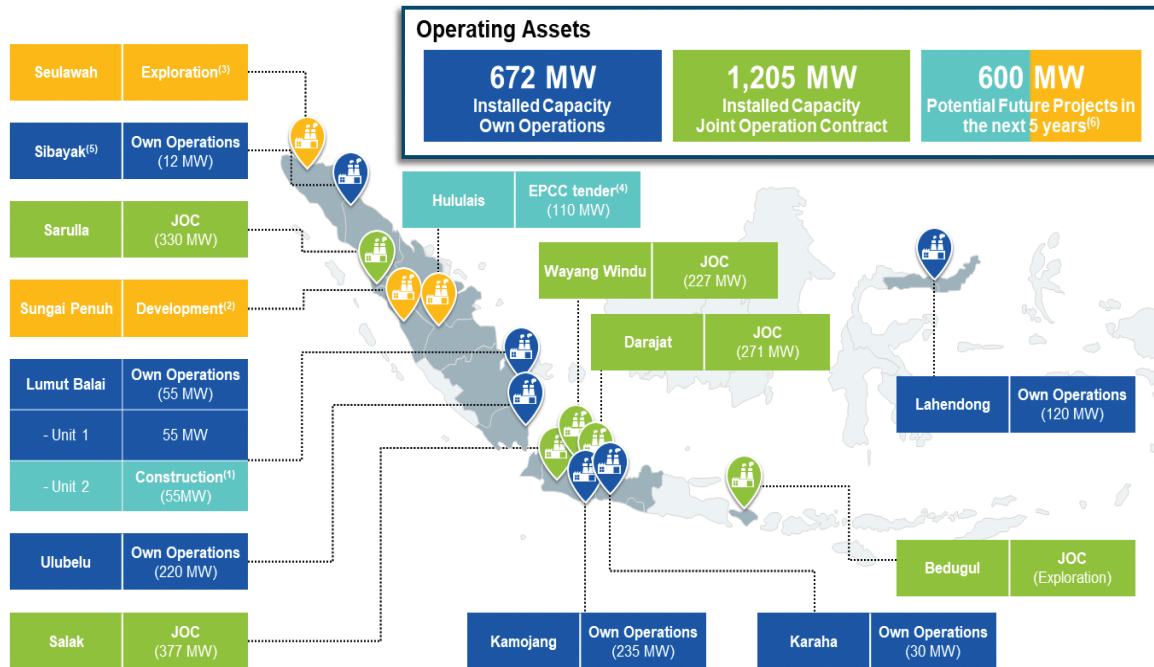 Operating Assets
672 MW
Installed Capacity
Own Operations
1,205 MW
Installed Capacity
Joint Operation Contract
600 MW
Potential Future Projects in
the next 5 years(6)
Seulawah
Exploration(3)
Sibayak(5)
Own Operations
(12 MW)
Sarulla
JOC
(330 MW)
Sungai Penuh
Development(2)
Lumut Balai
Own Operations
(55 MW)
- Unit 1
55 MW
- Unit 2
Construction(1)
(55MW)
Ulubelu
Own Operations
(220 MW)
Salak
JOC
(377 MW)
Hululais
EPCC tender(4)
(110 MW)
Wayang Windu
JOC
(227 MW)
Darajat
JOC
(271 MW)
Lahendong
Own Operations
(120 MW)
Bedugul
JOC
(Exploration)
Kamojang
Own Operations
(235 MW)
Karaha
Own Operations
(30 MW)